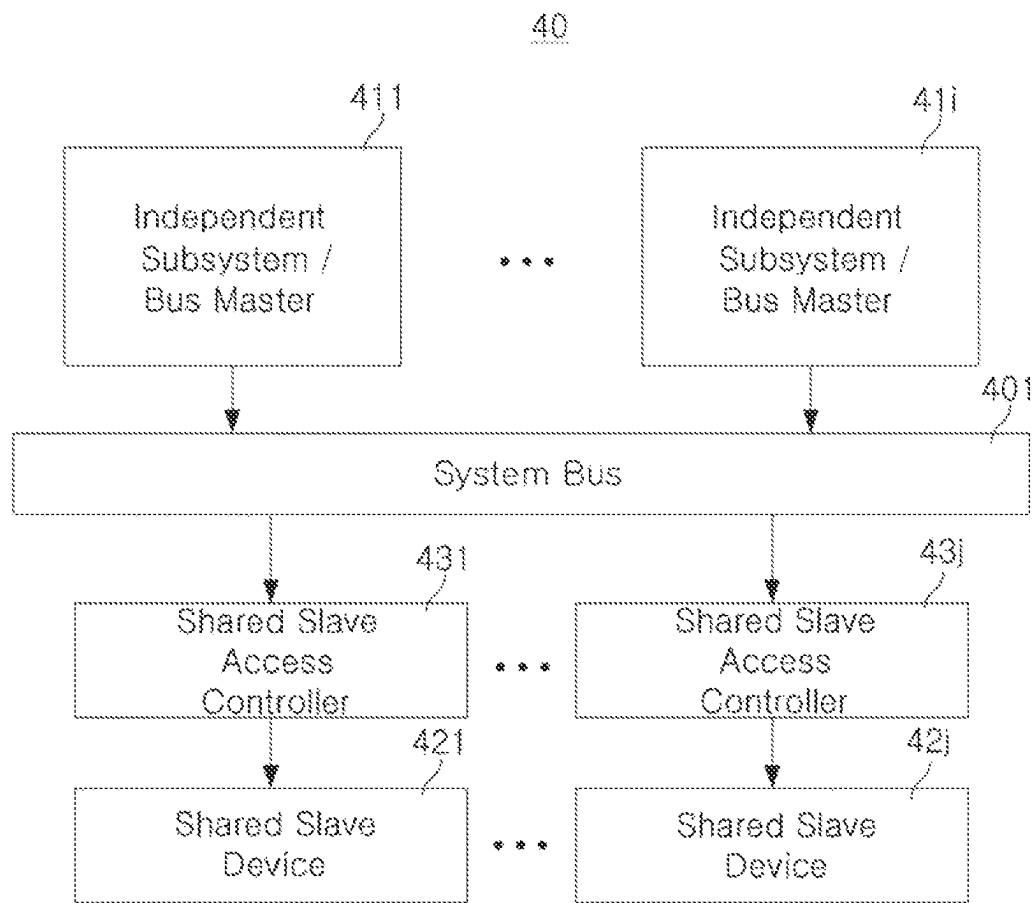 40
411
41i
Independent
Subsystem /
Bus Master
Independent
Subsystem /
Bus Master
401
System Bus
431
43j
Shared Slave
Access
Controller
Shared Slave
Access
Controller
421
42j
Shared Slave
Device
Shared Slave
Device